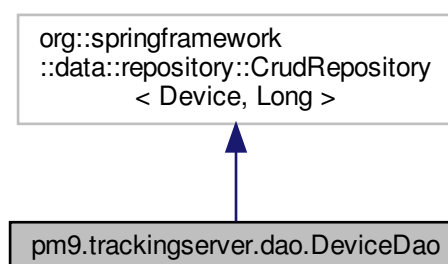 org::springframework
::data::repository::CrudRepository
< Device, Long >
pm9.trackingserver.dao.DeviceDao